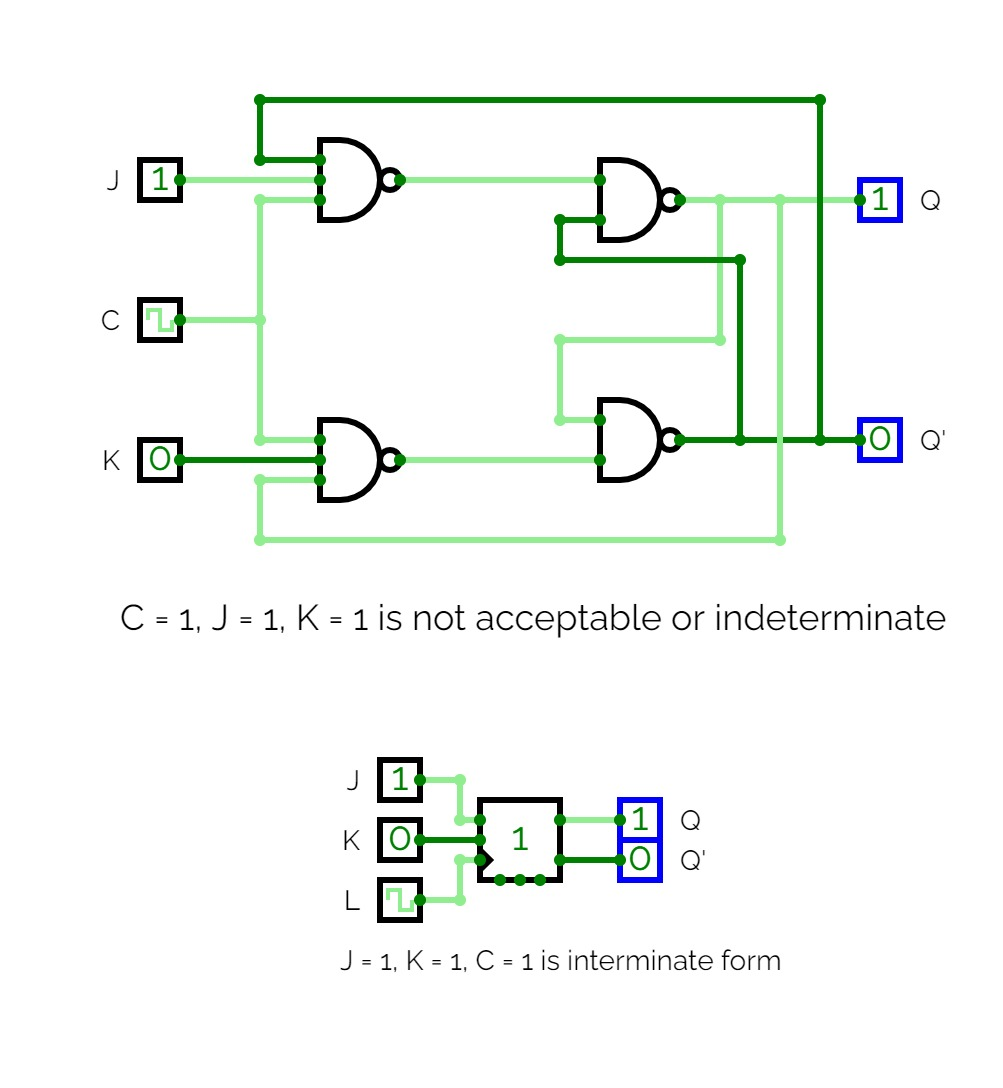 J 1
1 Q
C
K 0
0 Q'
C = 1, J = 1, K = 1 is not acceptable or indeterminate
J 1
1 Q
K 0
1
0 Q'
L
J = 1, K = 1, C = 1 is interminate form